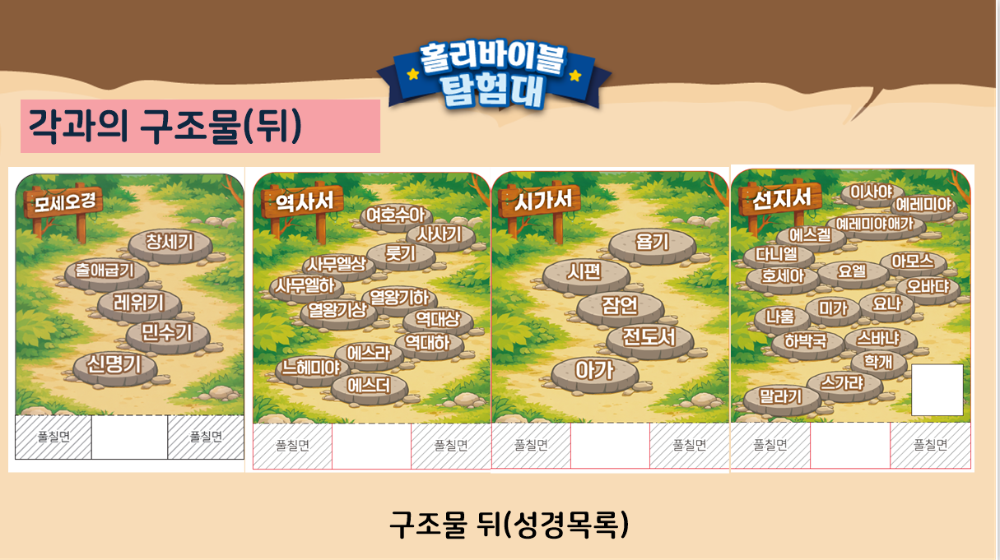 홀리바이블
탐험대
각과의 구조물(뒤)
모세오경
창세기
출애굽기
레위기
민수기
신명기
풀칠면
풀칠면
역사서
여호수아
사사기
룻기
사무엘상
사무엘하
열왕기하
열왕기상
역대상
역대하
에스라
느헤미야
에스더
풀칠면
풀칠면
시가서
욥기
시편
잠언
전도서
아가
풀칠면
풀칠면
선지서
이사야
예레미야
예레미야애가
에스겔
다니엘
아모스
호세아
요엘
오바댜
나훔
미가
요나
하박국
스바냐
학개
스가랴
말라기
풀칠면
풀칠면
구조물 뒤(성경목록)